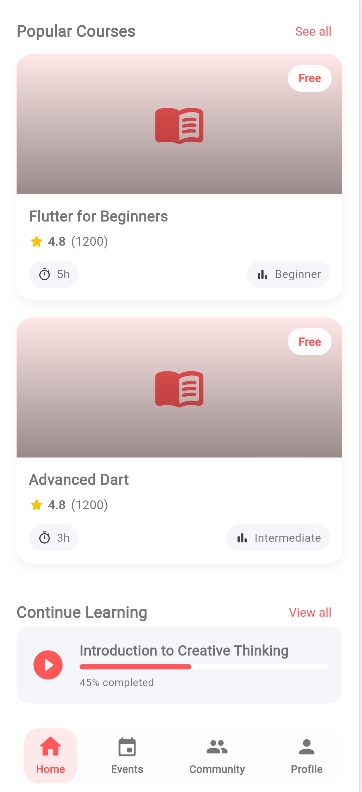 Popular Courses See all
Free
Flutter for Beginners
4.8 (1200)
5h Beginner
Free
Advanced Dart
4.8 (1200)
3h Intermediate
Continue Learning View all
Introduction to Creative Thinking
45% completed
Home Events Community Profile